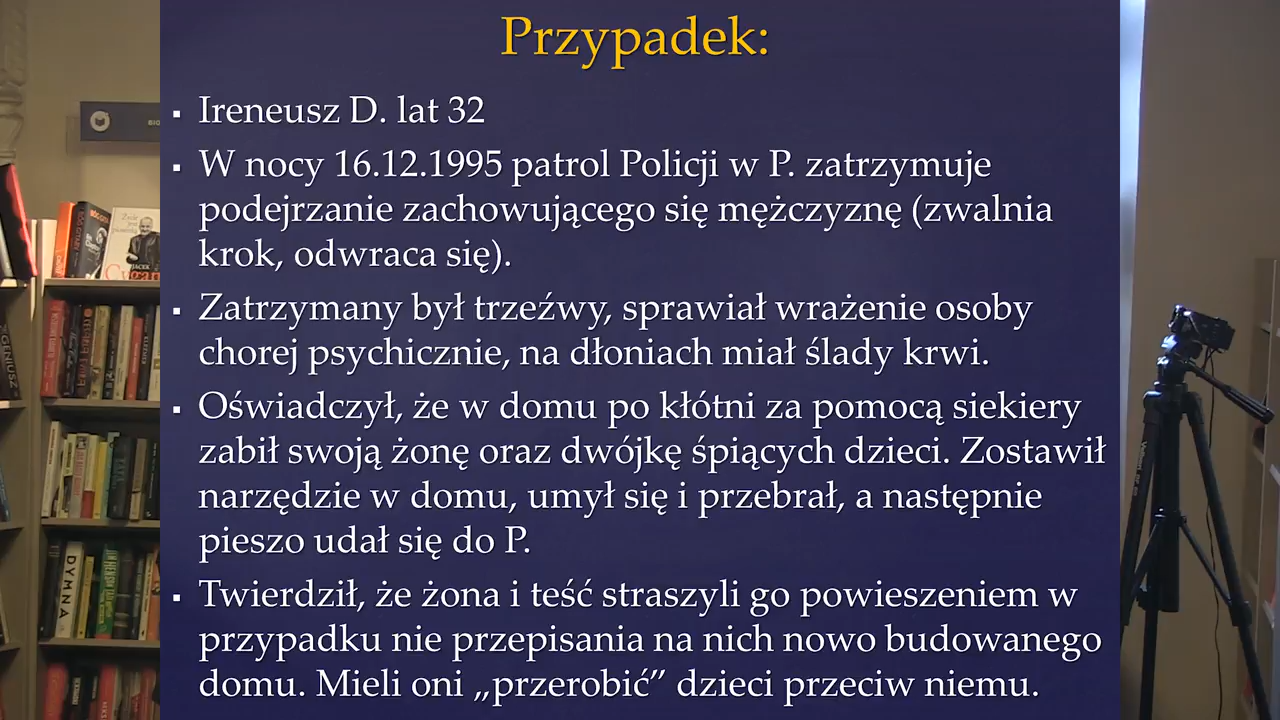 Przypadek:
Ireneusz D. lat 32
W nocy 16.12.1995 patrol Policji w P. zatrzymuje
podejrzanie zachowującego się mężczyznę (zwalnia
krok, odwraca się).
Zatrzymany był trzeźwy, sprawiał wrażenie osoby
chorej psychicznie, na dłoniach miał ślady krwi.
Oświadczył, że w domu po kłótni za pomocą siekiery
zabił swoją żonę oraz dwójkę śpiących dzieci. Zostawił
narzędzie w domu, umył się i przebrał, a następnie
pieszo udał się do P.
Twierdził, że żona i teść straszyli go powieszeniem w
przypadku nie przepisania na nich nowo budowanego
domu. Mieli oni „przerobić” dzieci przeciw niemu.
DYMNA